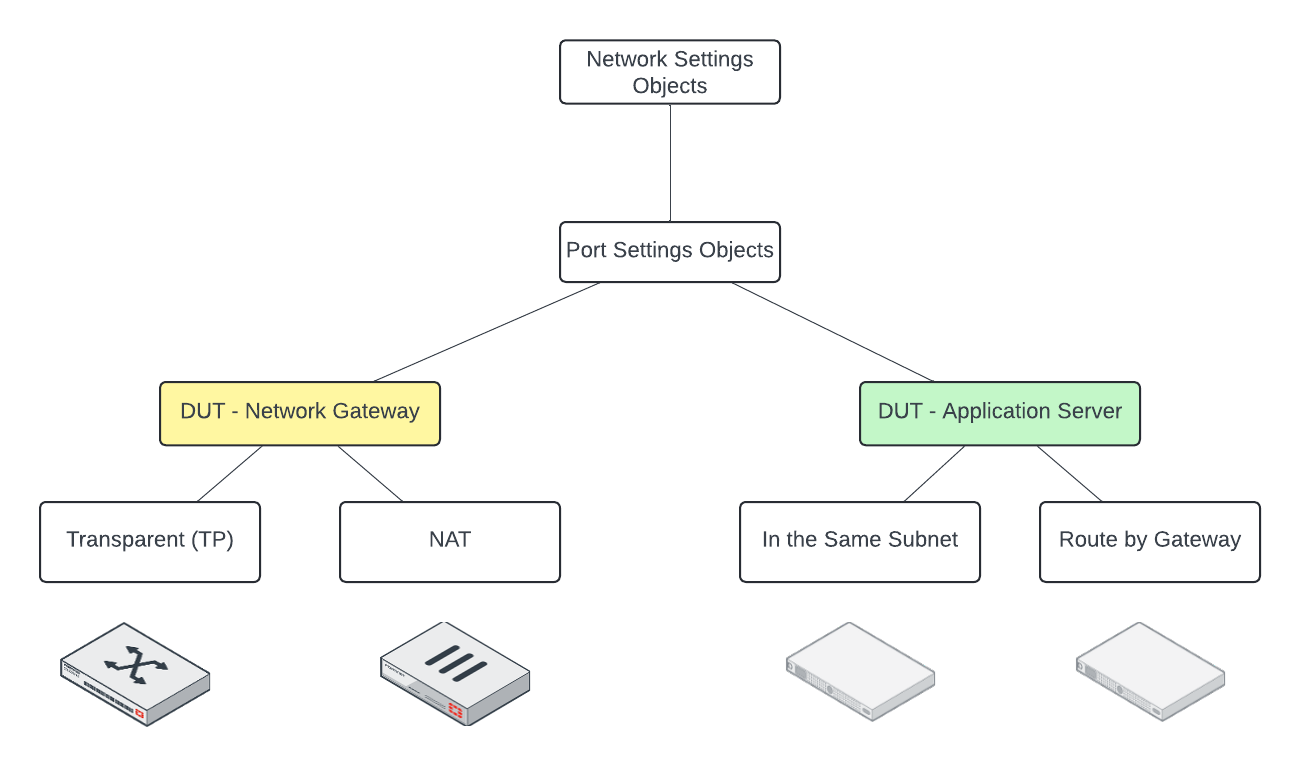 Network Settings
Objects
Port Settings Objects
DUT - Network Gateway
DUT - Application Server
Transparent (TP)
NAT
In the Same Subnet
Route by Gateway